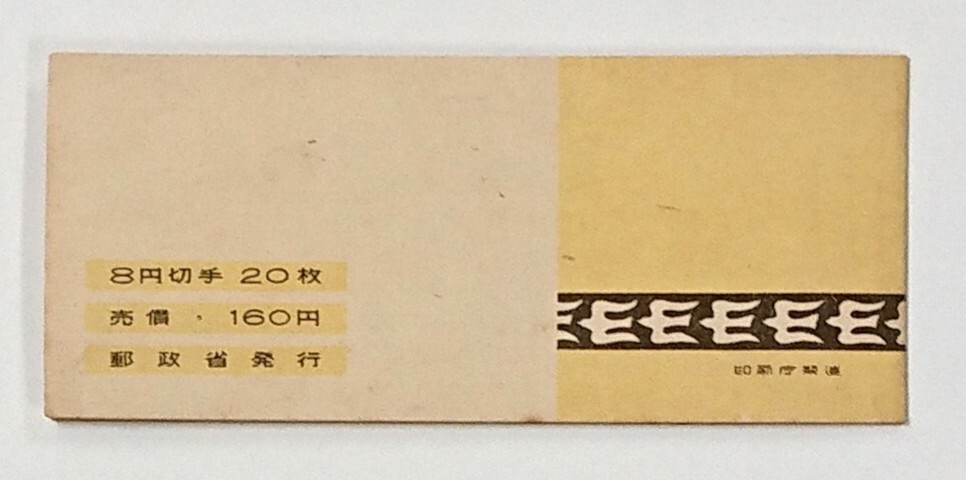 8円切手 20枚
売價・160円
郵政省発行
印刷庁製造